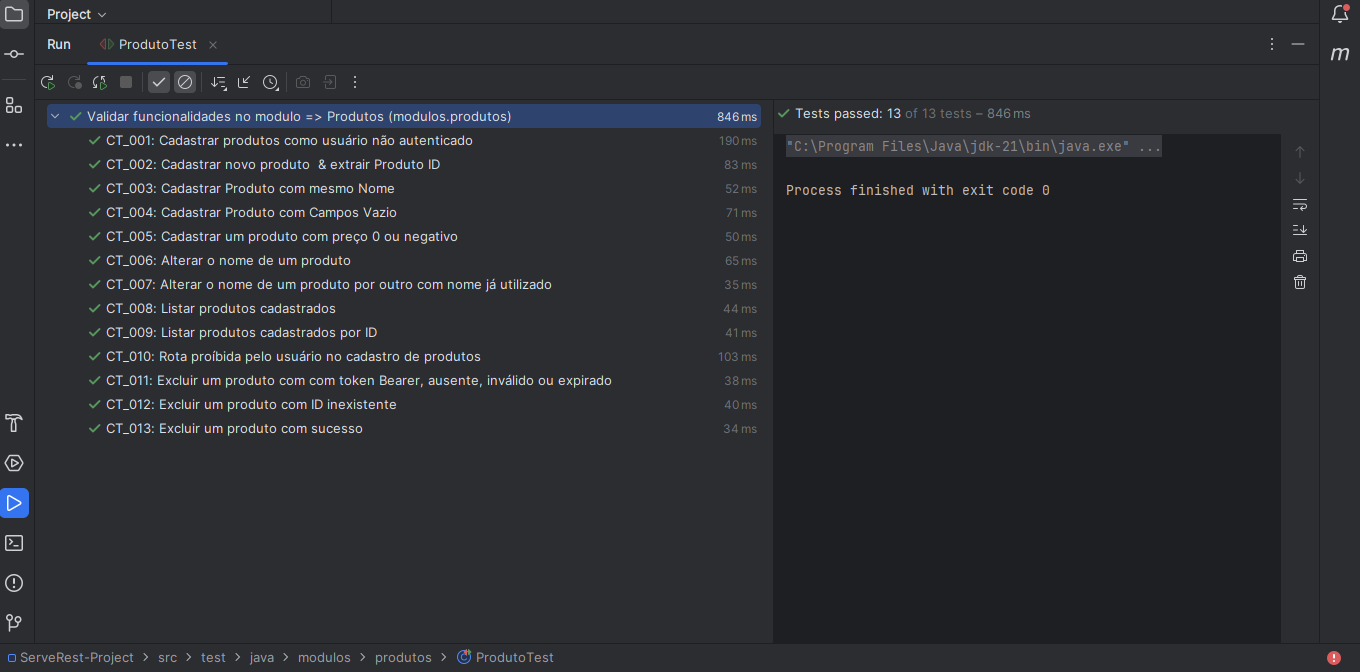 Project
Run ProdutoTest
Validar funcionalidades no modulo => Produtos (modulos.produtos) 846 ms
CT_001: Cadastrar produtos como usuário não autenticado 190 ms
CT_002: Cadastrar novo produto  & extrair Produto ID 83 ms
CT_003: Cadastrar Produto com mesmo Nome 52 ms
CT_004: Cadastrar Produto com Campos Vazio 71 ms
CT_005: Cadastrar um produto com preço 0 ou negativo 50 ms
CT_006: Alterar o nome de um produto 65 ms
CT_007: Alterar o nome de um produto por outro com nome já utilizado 35 ms
CT_008: Listar produtos cadastrados 44 ms
CT_009: Listar produtos cadastrados por ID 41 ms
CT_010: Rota proíbida pelo usuário no cadastro de produtos 103 ms
CT_011: Excluir um produto com com token Bearer, ausente, inválido ou expirado 38 ms
CT_012: Excluir um produto com ID inexistente 40 ms
CT_013: Excluir um produto com sucesso 34 ms
Tests passed: 13 of 13 tests – 846 ms
"C:\Program Files\Java\jdk-21\bin\java.exe" ...
Process finished with exit code 0
m
ServeRest-Project > src > test > java > modulos > produtos > ProdutoTest